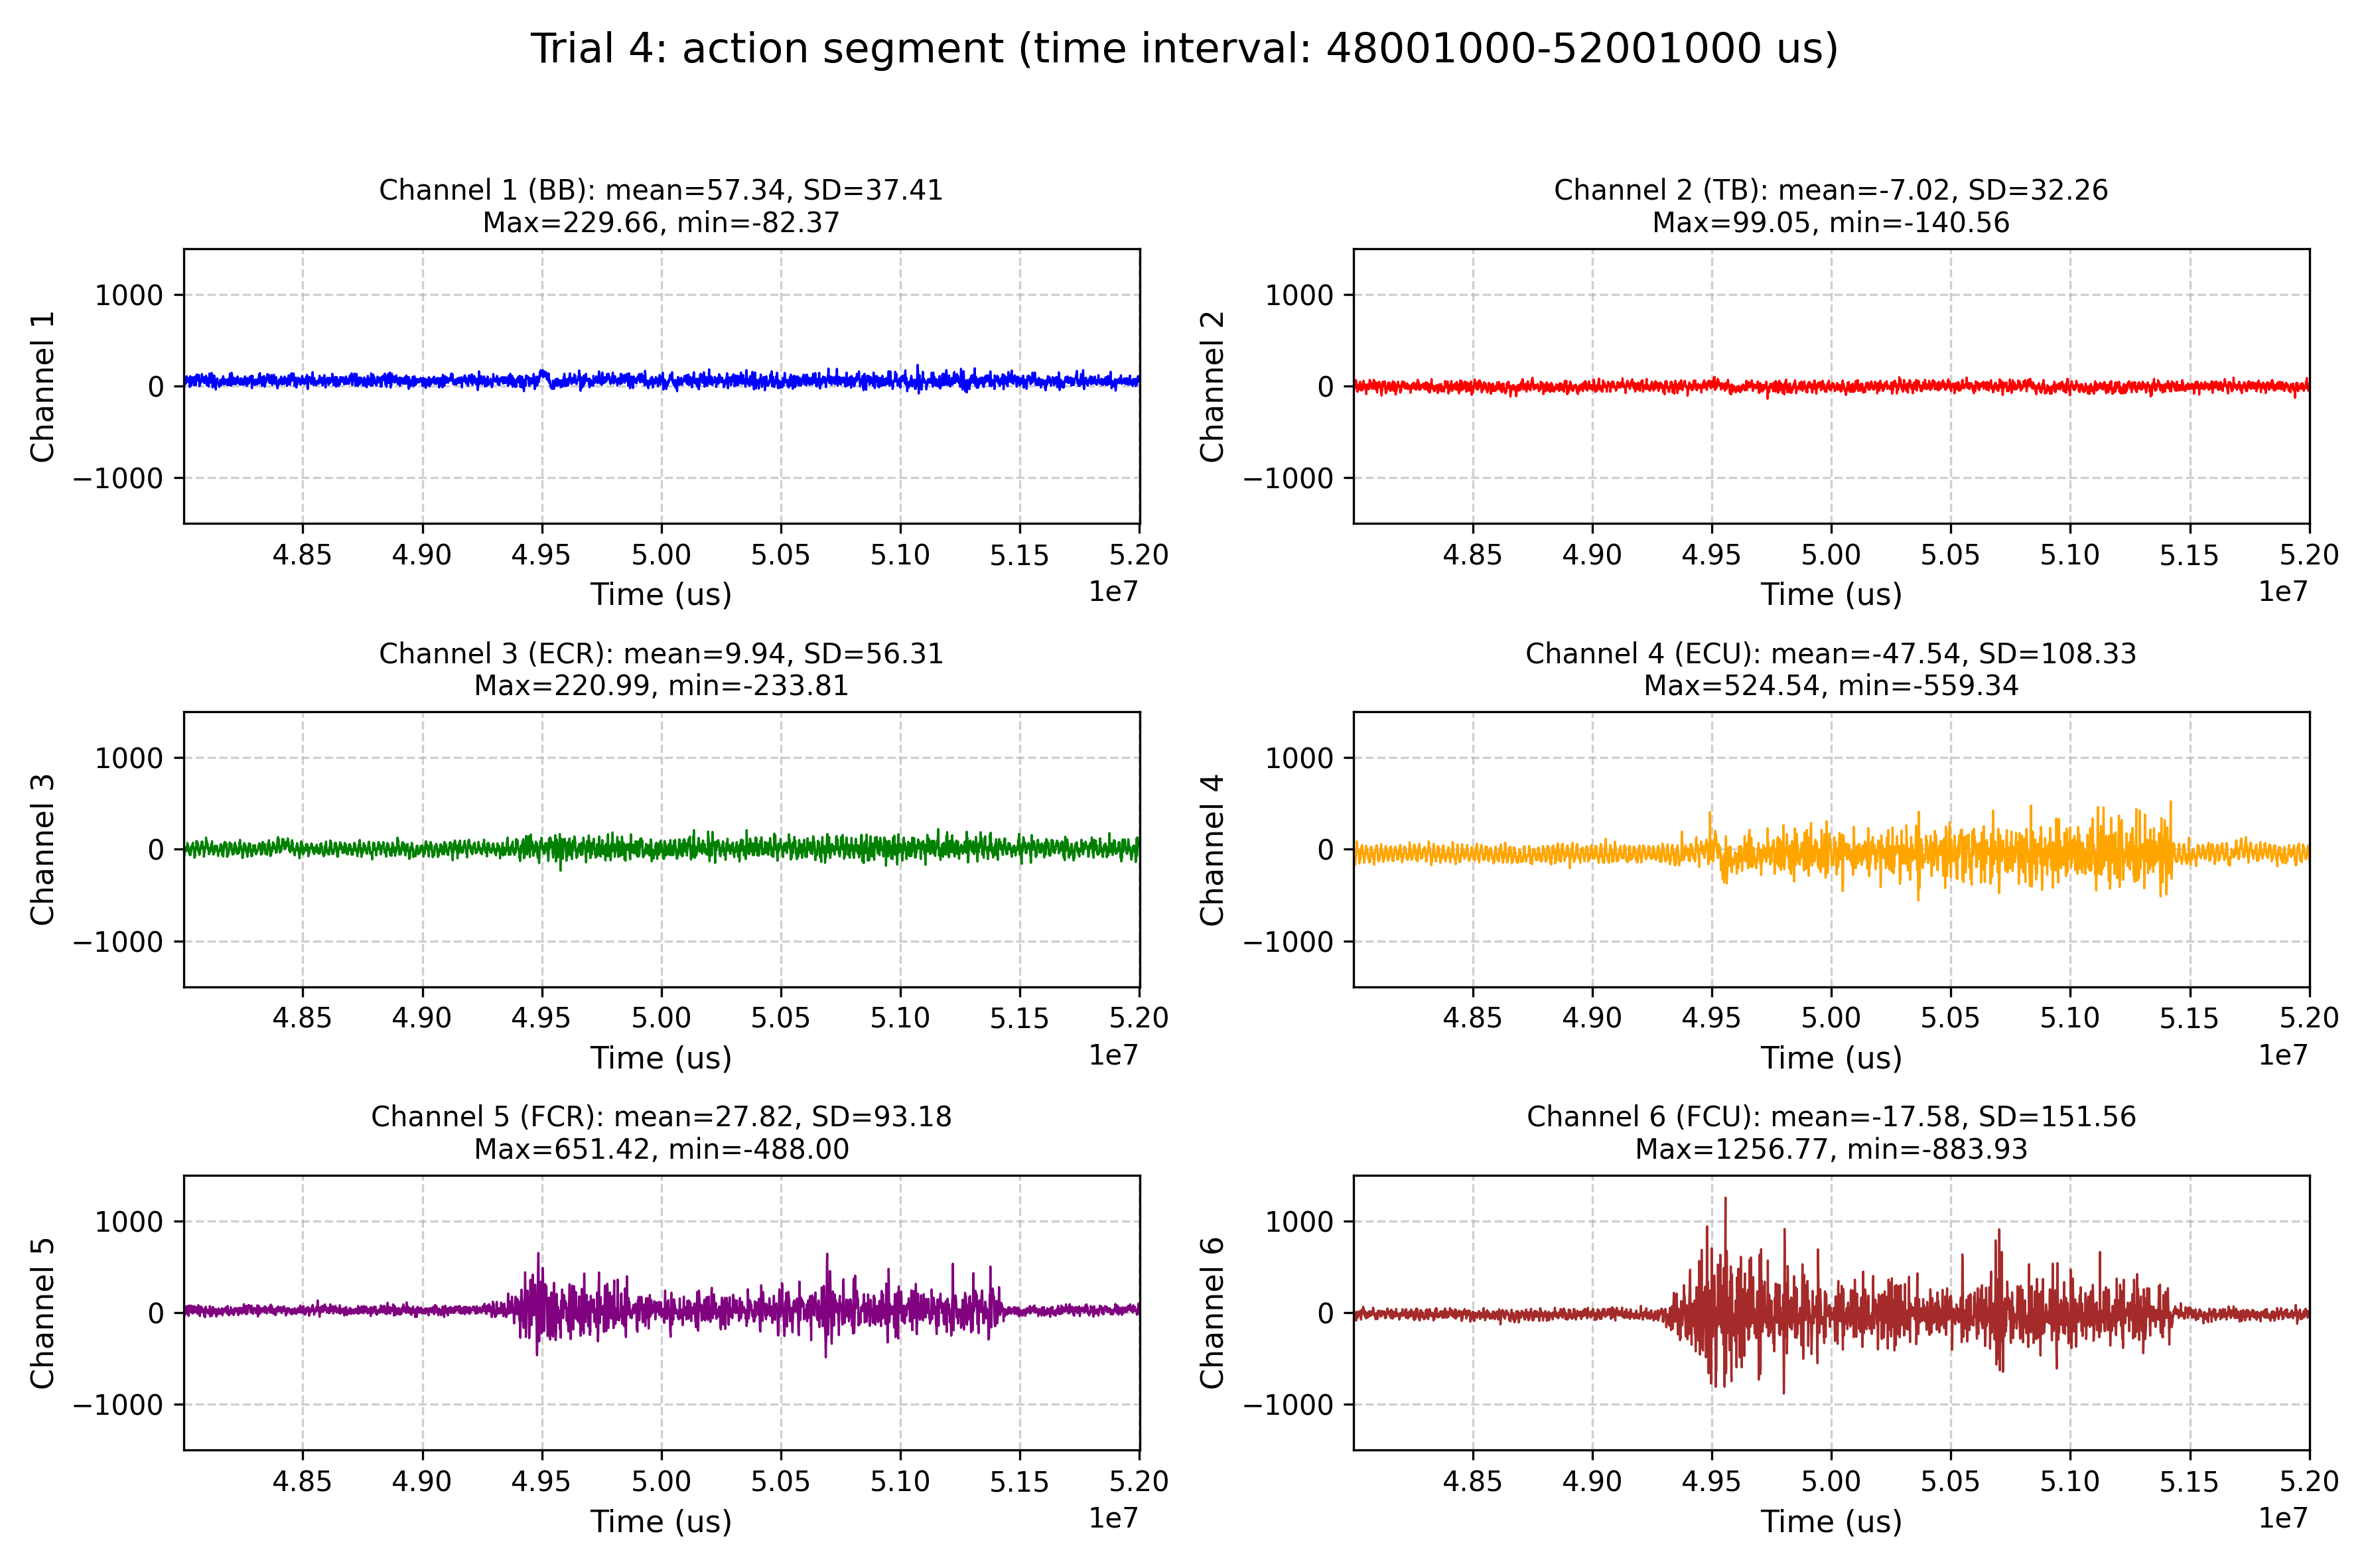 Trial 4: action segment (time interval: 48001000-52001000 us)
Channel 1 (BB): mean=57.34, SD=37.41
Max=229.66, min=-82.37
Channel 1
1000
0
−1000
4.85 4.90 4.95 5.00 5.05 5.10 5.15 5.20
Time (us)
1e7
Channel 2 (TB): mean=-7.02, SD=32.26
Max=99.05, min=-140.56
Channel 2
1000
0
−1000
4.85 4.90 4.95 5.00 5.05 5.10 5.15 5.20
Time (us)
1e7
Channel 3 (ECR): mean=9.94, SD=56.31
Max=220.99, min=-233.81
Channel 3
1000
0
−1000
4.85 4.90 4.95 5.00 5.05 5.10 5.15 5.20
Time (us)
1e7
Channel 4 (ECU): mean=-47.54, SD=108.33
Max=524.54, min=-559.34
Channel 4
1000
0
−1000
4.85 4.90 4.95 5.00 5.05 5.10 5.15 5.20
Time (us)
1e7
Channel 5 (FCR): mean=27.82, SD=93.18
Max=651.42, min=-488.00
Channel 5
1000
0
−1000
4.85 4.90 4.95 5.00 5.05 5.10 5.15 5.20
Time (us)
1e7
Channel 6 (FCU): mean=-17.58, SD=151.56
Max=1256.77, min=-883.93
Channel 6
1000
0
−1000
4.85 4.90 4.95 5.00 5.05 5.10 5.15 5.20
Time (us)
1e7